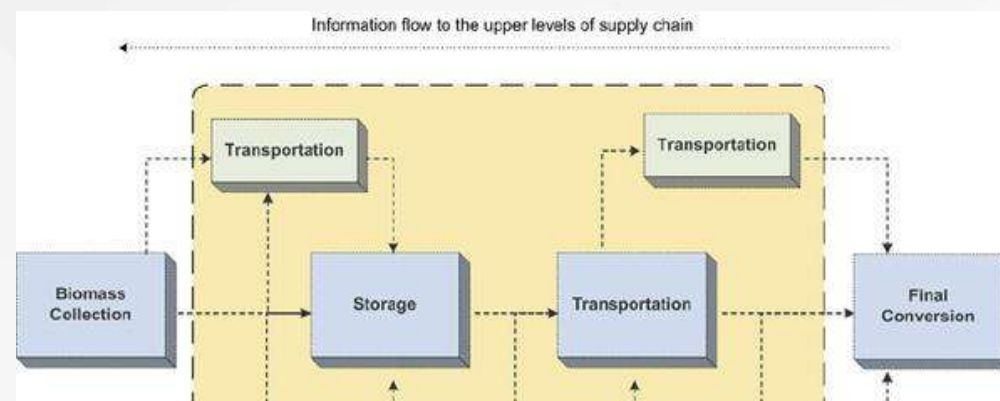 Information flow to the upper levels of supply chain
Transportation
Transportation
Biomass
Collection
Storage
Transportation
Final
Conversion